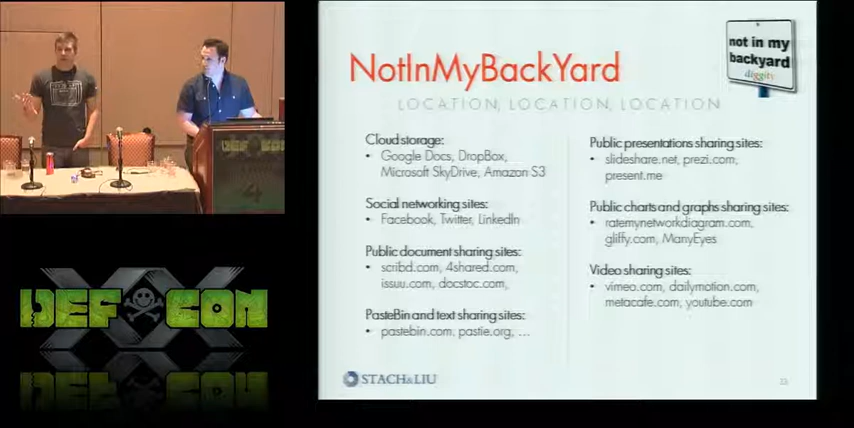 NotInMyBackYard
LOCATION, LOCATION, LOCATION
not in my
backyard
diggity
Cloud storage:
• Google Docs, DropBox,
Microsoft SkyDrive, Amazon S3
Social networking sites:
• Facebook, Twitter, LinkedIn
Public document sharing sites:
• scribd.com, 4shared.com,
issuu.com, docstoc.com,
PasteBin and text sharing sites:
• pastebin.com, pastie.org, ...
Public presentations sharing sites:
• slideshare.net, prezi.com,
present.me
Public charts and graphs sharing sites:
• ratemynetworkdiagram.com,
gliffy.com, ManyEyes
Video sharing sites:
• vimeo.com, dailymotion.com,
metacafe.com, youtube.com
STACH&LIU
DEF CON
XX
DEF CON